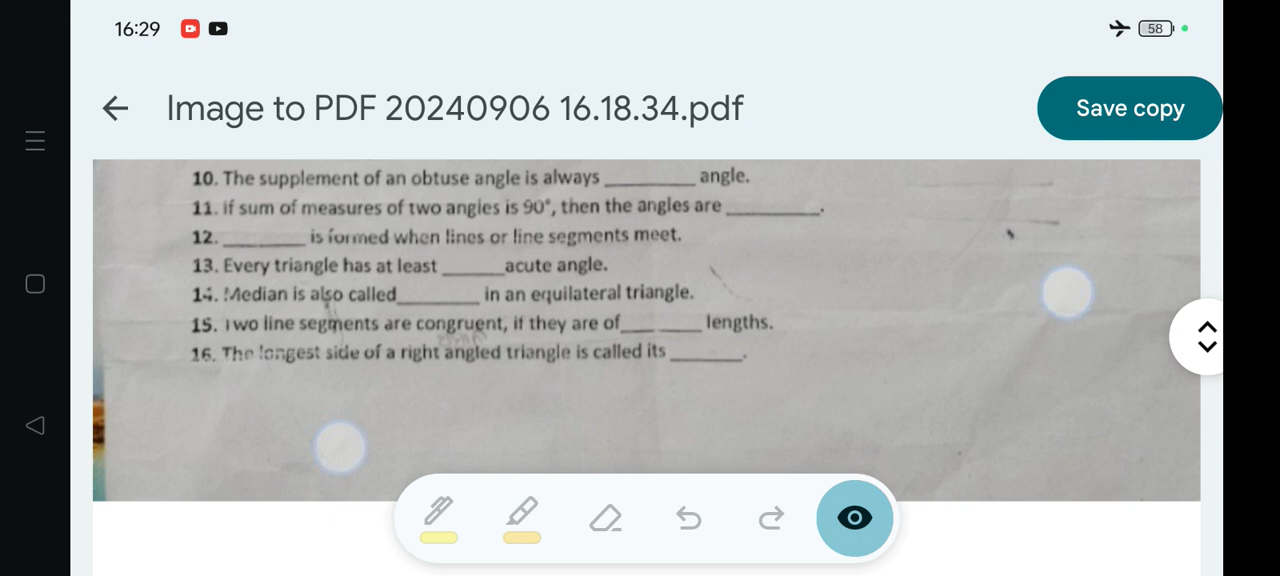 16:29
58
Image to PDF 20240906 16.18.34.pdf
Save copy
10. The supplement of an obtuse angle is always ________ angle.
11. if sum of measures of two angles is 90°, then the angles are ________.
12. ________ is formed when lines or line segments meet.
13. Every triangle has at least ______acute angle.
14. Median is also called________ in an equilateral triangle.
15. Two line segments are congruent, if they are of________ lengths.
16. The longest side of a right angled triangle is called its _______.